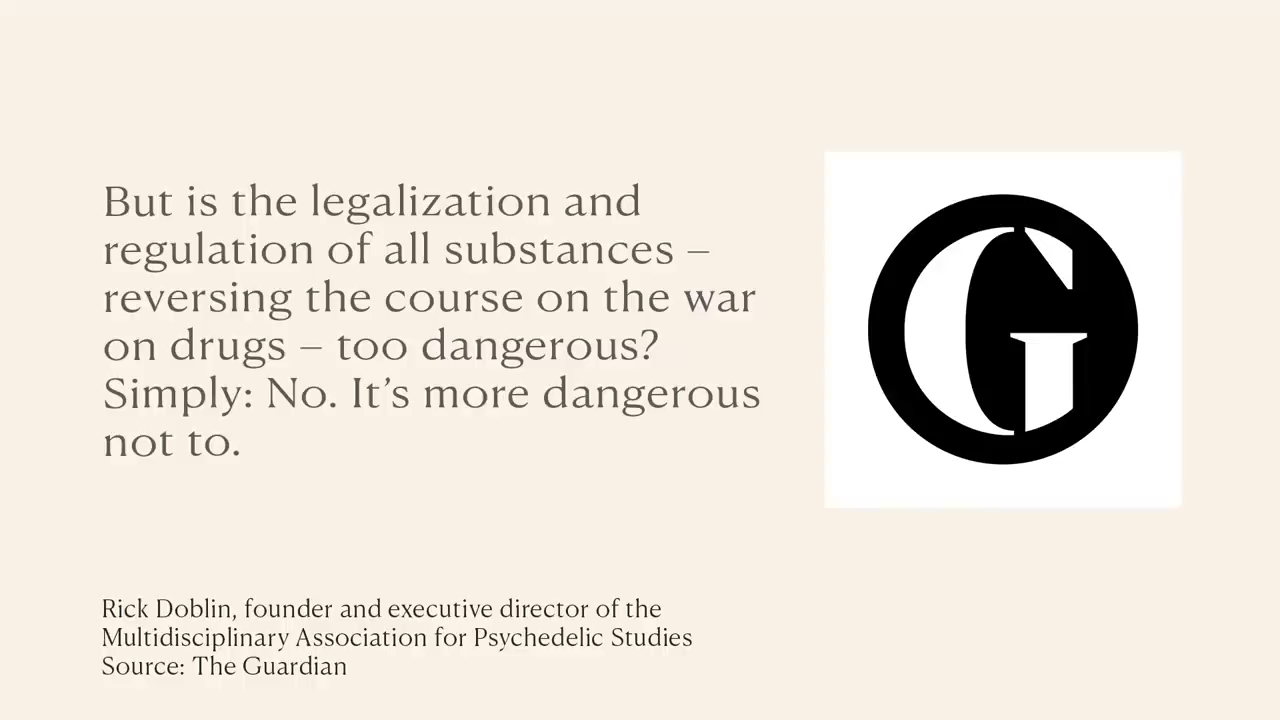 But is the legalization and
regulation of all substances –
reversing the course on the war
on drugs – too dangerous?
Simply: No. It’s more dangerous
not to.
G
Rick Doblin, founder and executive director of the
Multidisciplinary Association for Psychedelic Studies
Source: The Guardian